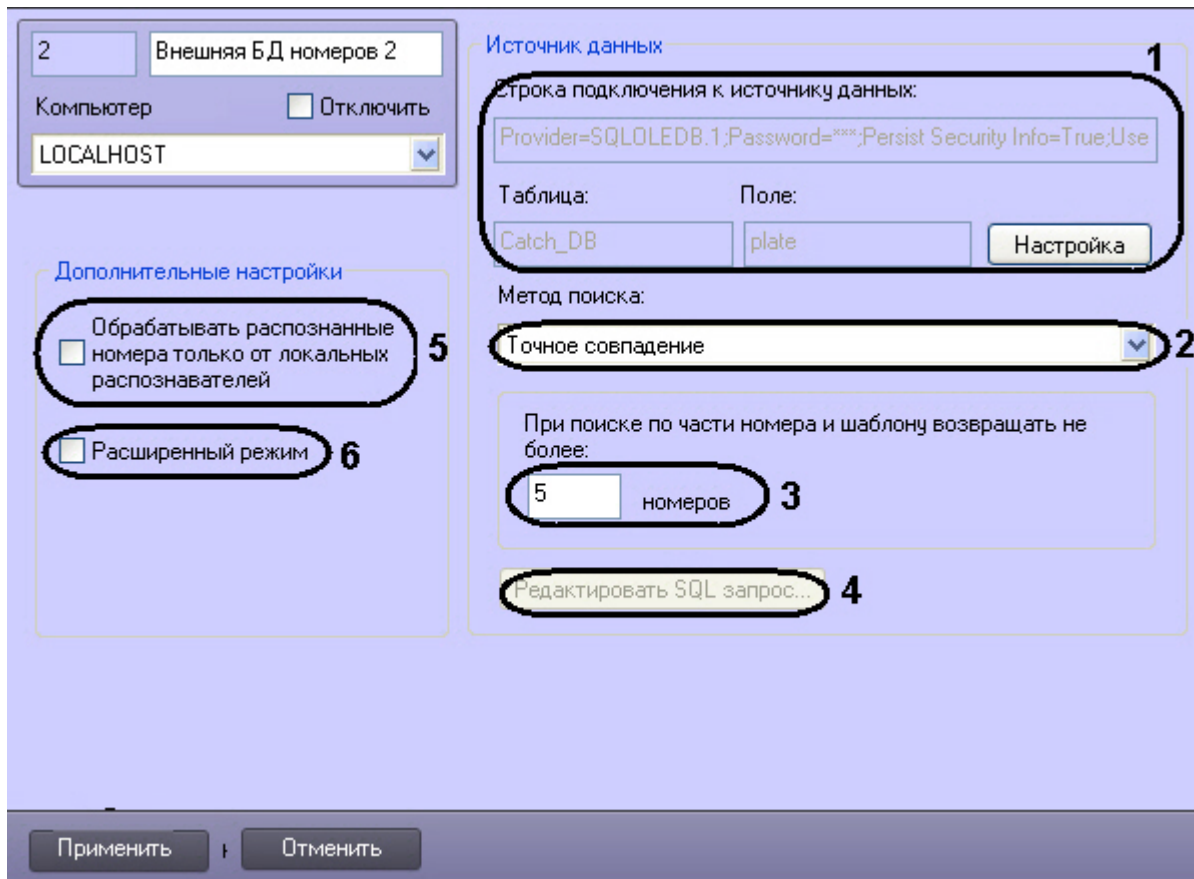 2
Внешняя БД номеров 2
Компьютер
Отключить
LOCALHOST
Дополнительные настройки
Обрабатывать распознанные
номера только от локальных
распознавателей
5
Расширенный режим
6
Источник данных
1
Строка подключения к источнику данных:
Provider=SQLOLEDB.1;Password=***;Persist Security Info=True;Use
Таблица:
Поле:
Catch_DB
plate
Настройка
Метод поиска:
Точное совпадение
2
При поиске по части номера и шаблону возвращать не
более:
5
номеров
3
Редактировать SQL запрос...
4
Применить
Отменить